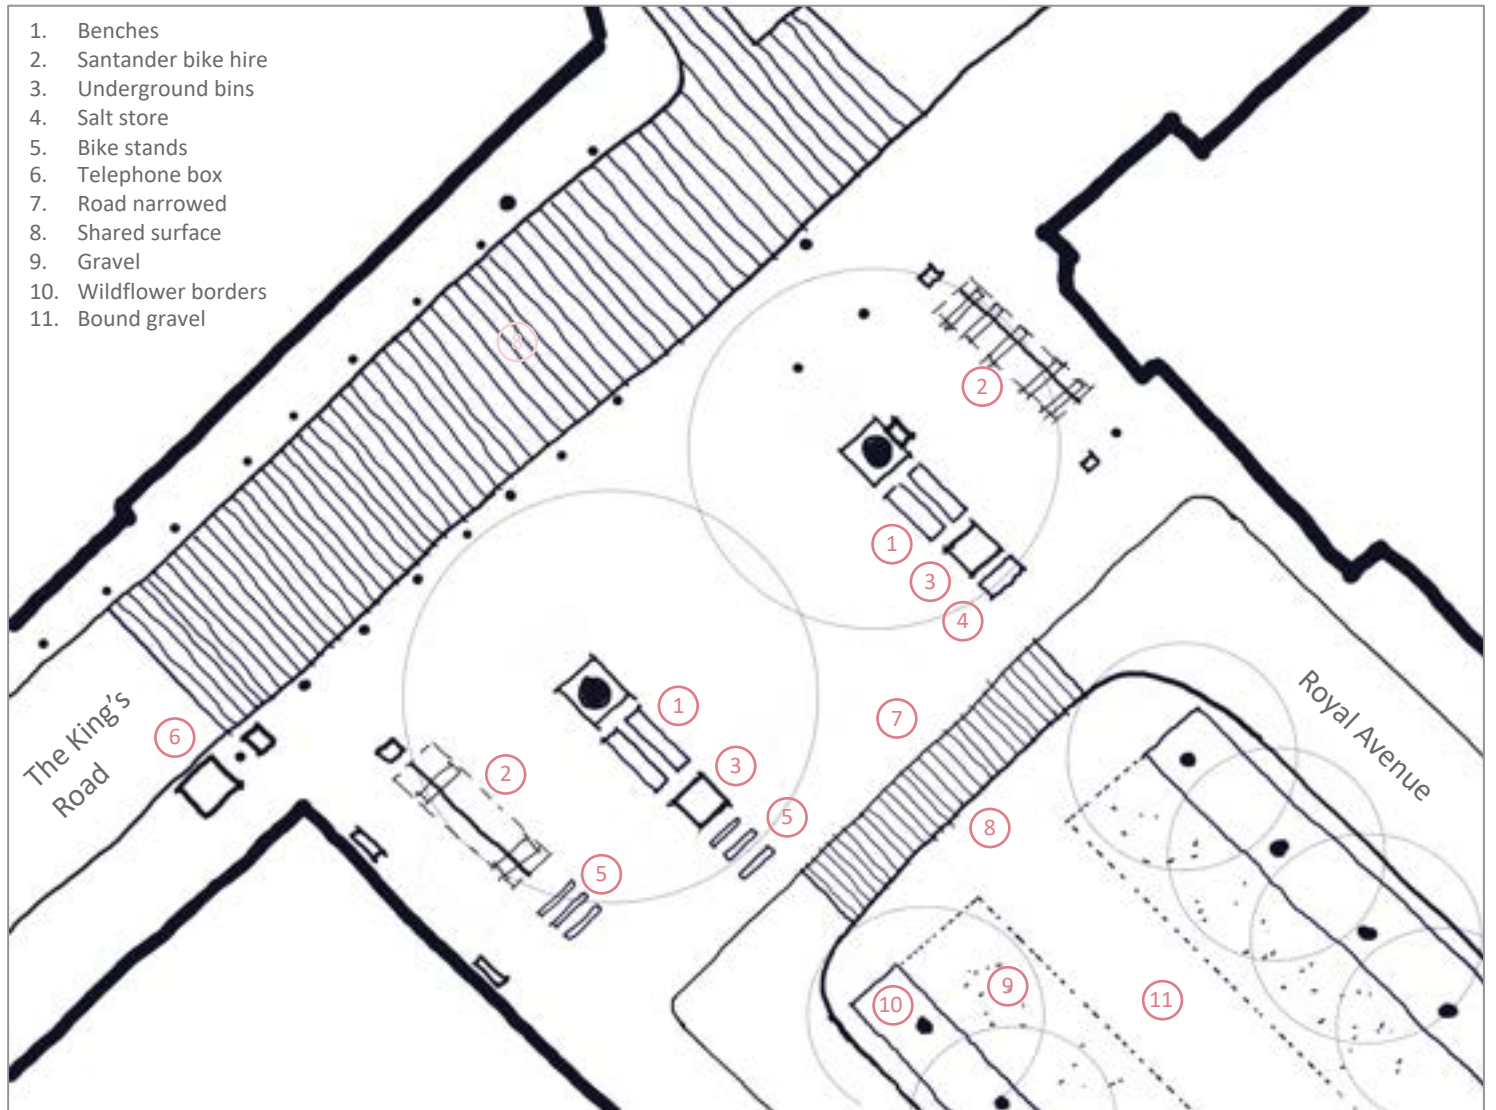 1. Benches
2. Santander bike hire
3. Underground bins
4. Salt store
5. Bike stands
6. Telephone box
7. Road narrowed
8. Shared surface
9. Gravel
10. Wildflower borders
11. Bound gravel
8
2
1
3
4
The King's
Road
6
1
7
Royal Avenue
2
3
5
8
5
10
9
11